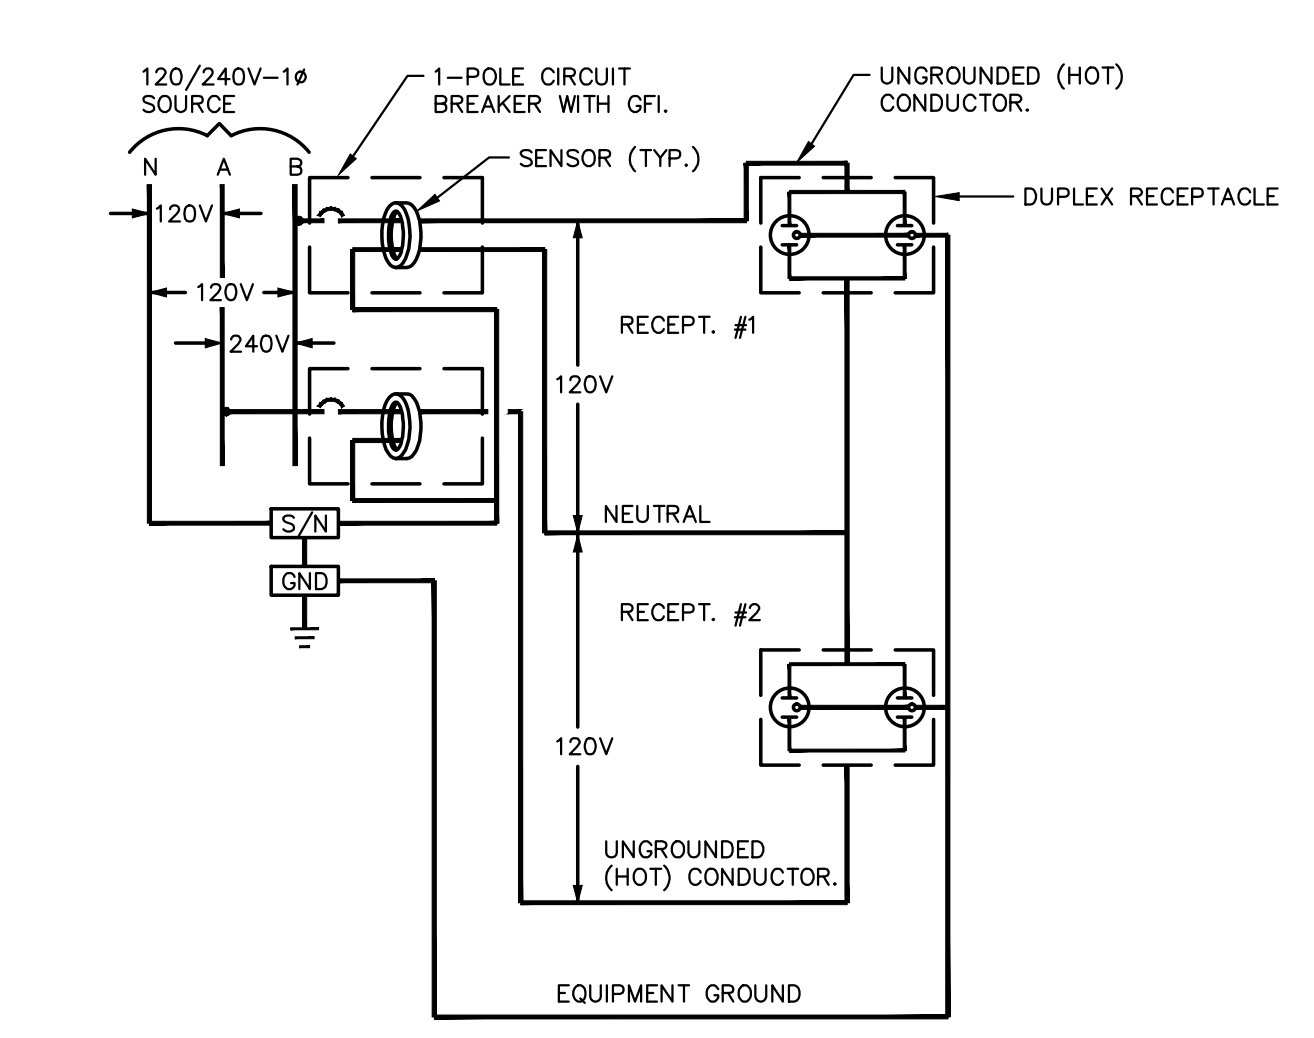 120/240V-1ø
SOURCE
1-POLE CIRCUIT
BREAKER WITH GFI.
UNGROUNDED (HOT)
CONDUCTOR.
SENSOR (TYP.)
N A B
DUPLEX RECEPTACLE
120V
120V
RECEPT. #1
240V
120V
NEUTRAL
S/N
GND
RECEPT. #2
120V
UNGROUNDED
(HOT) CONDUCTOR.
EQUIPMENT GROUND